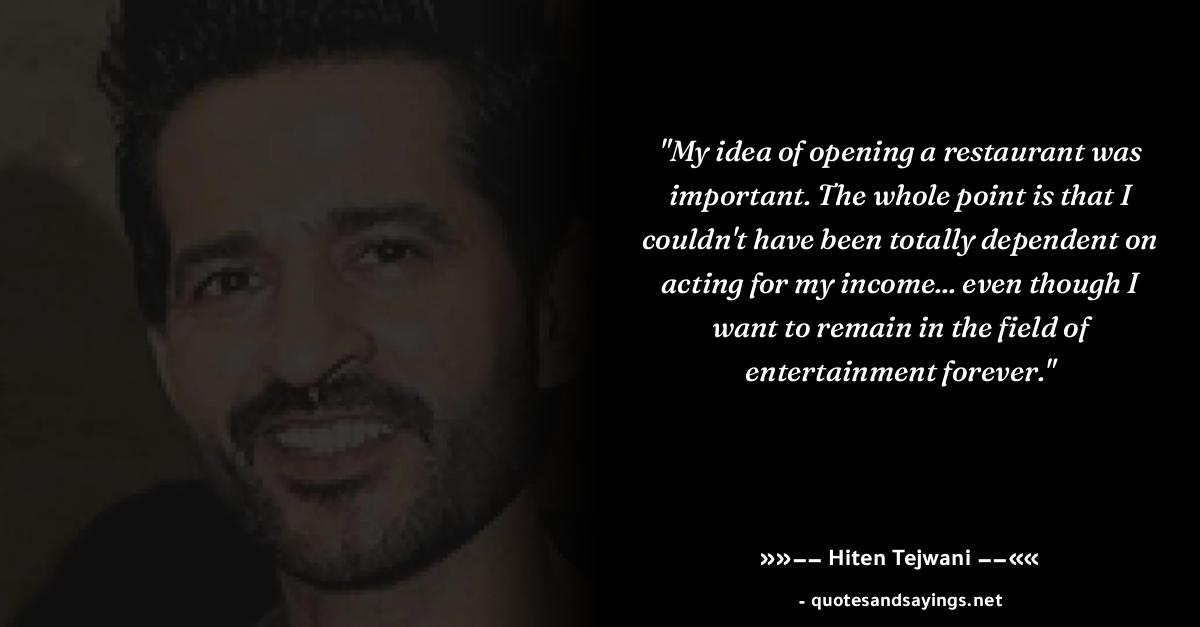 "My idea of opening a restaurant was
important. The whole point is that I
couldn't have been totally dependent on
acting for my income... even though I
want to remain in the field of
entertainment forever."
»»–– Hiten Tejwani ––««
- quotesandsayings.net